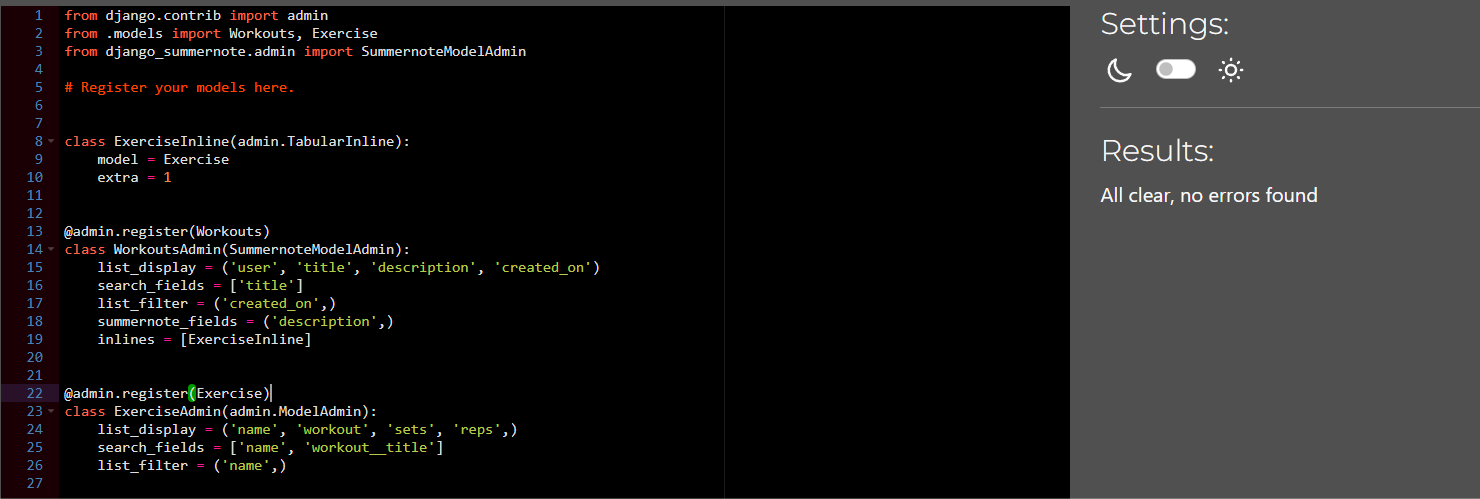 1 from django.contrib import admin
2 from .models import Workouts, Exercise
3 from django_summernote.admin import SummernoteModelAdmin
4
5 # Register your models here.
6
7
8 class ExerciseInline(admin.TabularInline):
9     model = Exercise
10     extra = 1
11
12
13 @admin.register(Workouts)
14 class WorkoutsAdmin(SummernoteModelAdmin):
15     list_display = ('user', 'title', 'description', 'created_on')
16     search_fields = ['title']
17     list_filter = ('created_on',)
18     summernote_fields = ('description',)
19     inlines = [ExerciseInline]
20
21
22 @admin.register(Exercise)
23 class ExerciseAdmin(admin.ModelAdmin):
24     list_display = ('name', 'workout', 'sets', 'reps',)
25     search_fields = ['name', 'workout__title']
26     list_filter = ('name',)
27
Settings:
Results:
All clear, no errors found